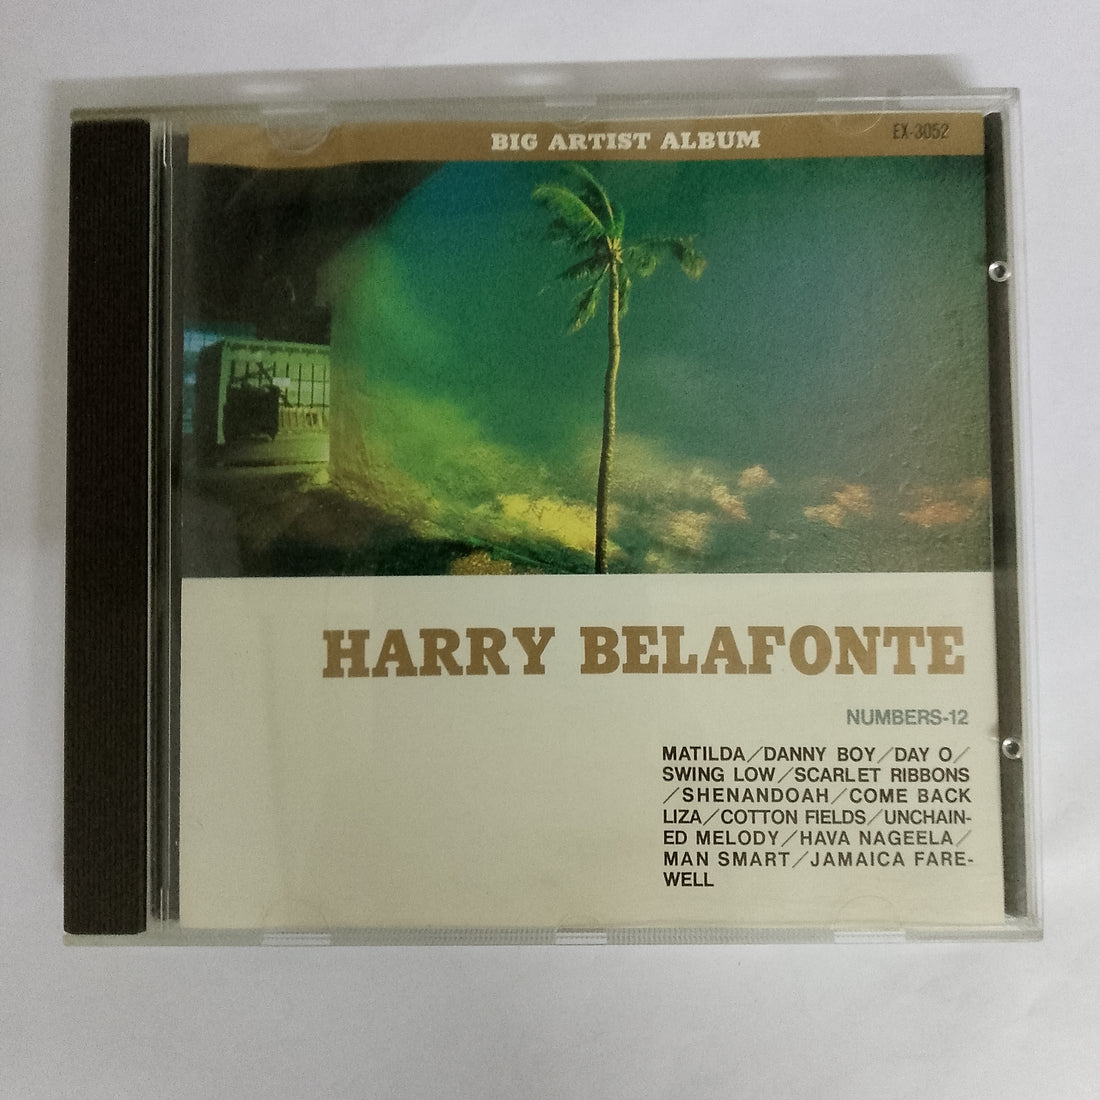 BIG ARTIST ALBUM
EX-3052
HARRY BELAFONTE
NUMBERS-12
MATILDA/DANNY BOY/DAY O/
SWING LOW/SCARLET RIBBONS
/SHENANDOAH/COME BACK
LIZA/COTTON FIELDS/UNCHAIN-
ED MELODY/HAVA NAGEELA/
MAN SMART/JAMAICA FARE-
WELL